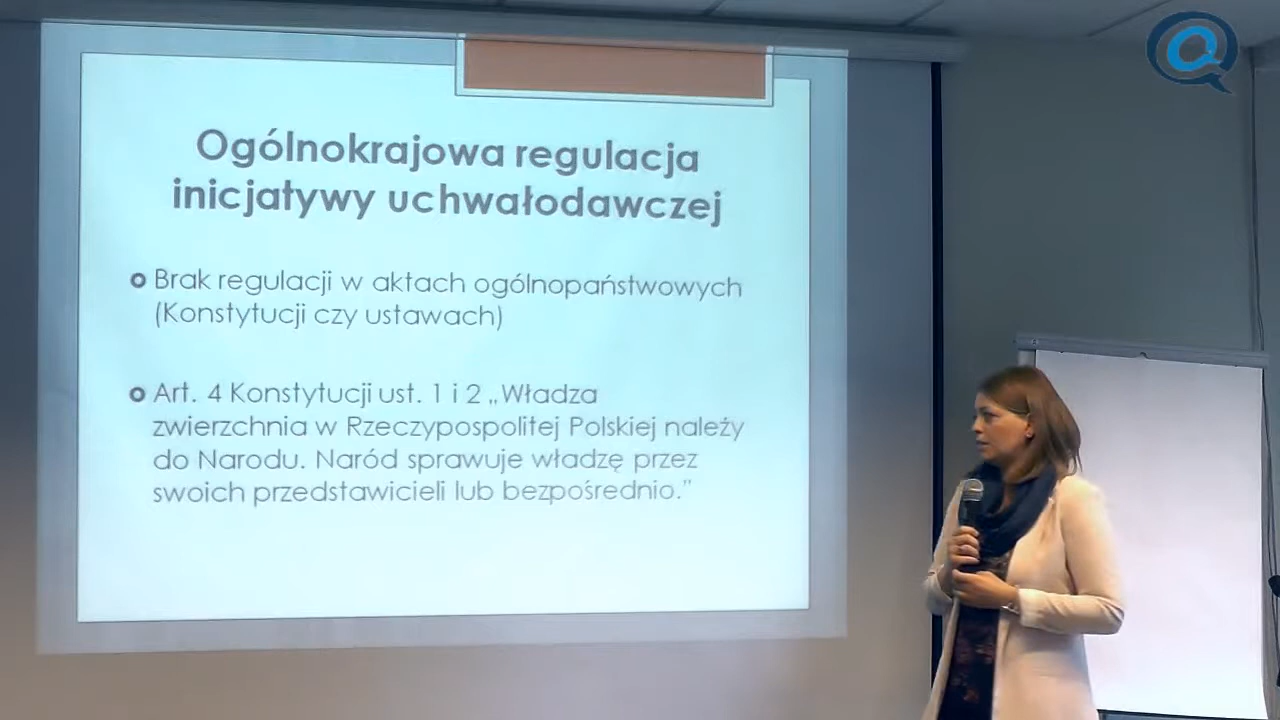 Ogólnokrajowa regulacja
inicjatywy uchwałodawczej
Brak regulacji w aktach ogólnopaństwowych
(Konstytucji czy ustawach)
Art. 4 Konstytucji ust. 1 i 2 „Władza
zwierzchnia w Rzeczypospolitej Polskiej należy
do Narodu. Naród sprawuje władzę przez
swoich przedstawicieli lub bezpośrednio.”